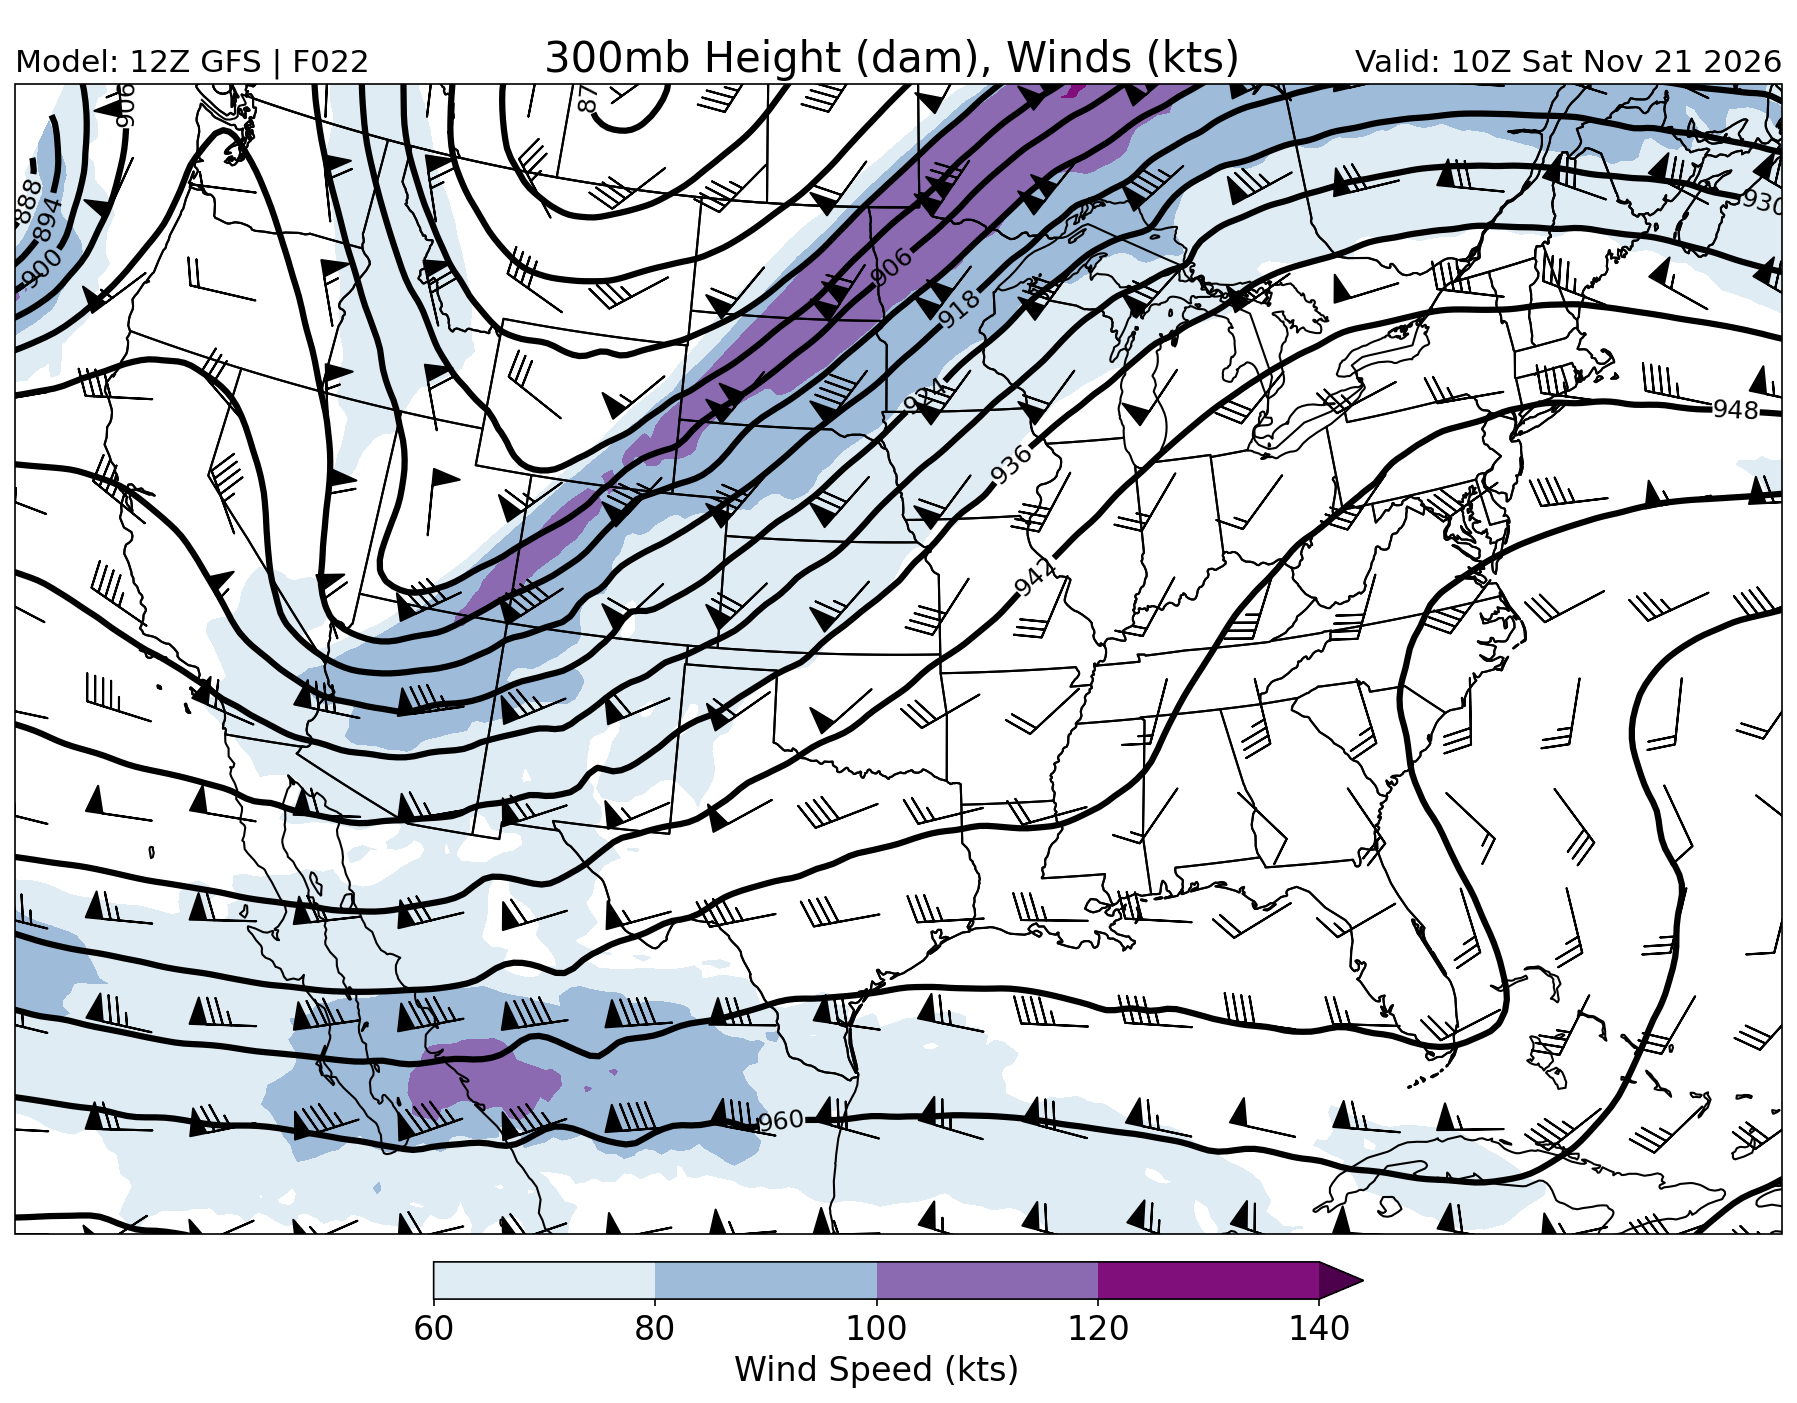 Model: 12Z GFS | F022
300mb Height (dam), Winds (kts)
Valid: 10Z Sat Nov 21 2026
906
888
894
900
906
918
924
930
936
942
948
960
60 80 100 120 140
Wind Speed (kts)